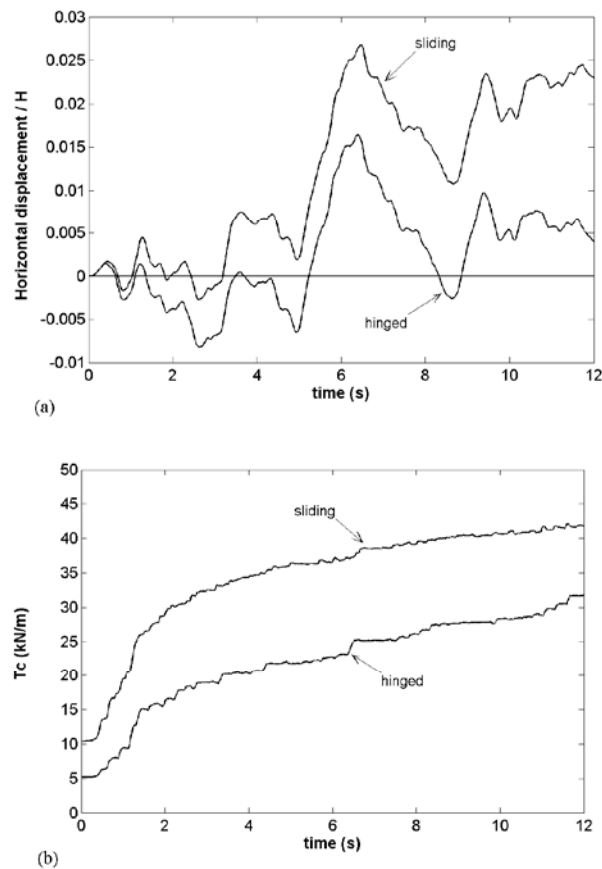 0.03
0.025
0.02
0.015
0.01
0.005
0
-0.005
-0.01
Horizontal displacement / H
sliding
hinged
0 2 4 6 8 10 12
time (s)
(a)
50
45
40
35
30
25
20
15
10
5
0
Tc (kN/m)
sliding
hinged
0 2 4 6 8 10 12
time (s)
(b)